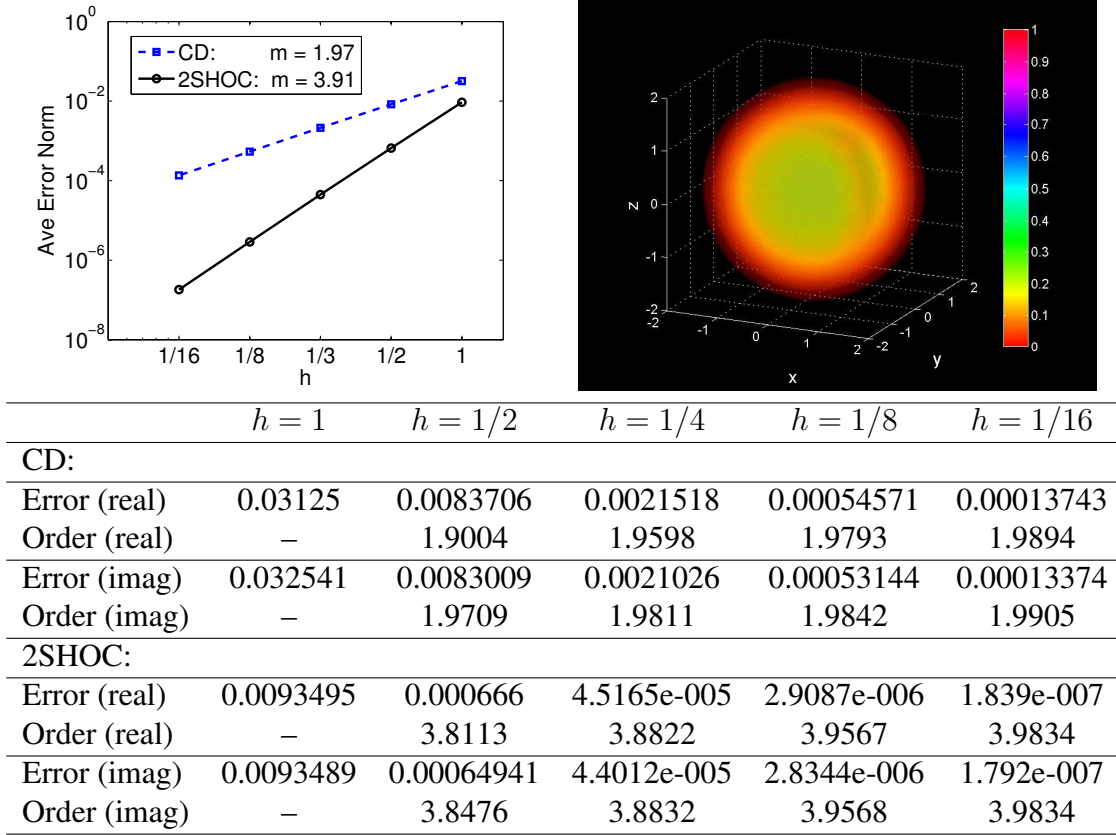 10^0
10^-2
10^-4
10^-6
10^-8
Ave Error Norm
CD: m = 1.97
2SHOC: m = 3.91
1/16 1/8 1/3 1/2 1
h
2
1
0
-1
-2
z
-2 -1 0 1 2
x
-2 -1 0 1 2
y
1
0.9
0.8
0.7
0.6
0.5
0.4
0.3
0.2
0.1
0
h = 1 h = 1/2 h = 1/4 h = 1/8 h = 1/16
CD:
Error (real) 0.03125 0.0083706 0.0021518 0.00054571 0.00013743
Order (real) – 1.9004 1.9598 1.9793 1.9894
Error (imag) 0.032541 0.0083009 0.0021026 0.00053144 0.00013374
Order (imag) – 1.9709 1.9811 1.9842 1.9905
2SHOC:
Error (real) 0.0093495 0.000666 4.5165e-005 2.9087e-006 1.839e-007
Order (real) – 3.8113 3.8822 3.9567 3.9834
Error (imag) 0.0093489 0.00064941 4.4012e-005 2.8344e-006 1.792e-007
Order (imag) – 3.8476 3.8832 3.9568 3.9834